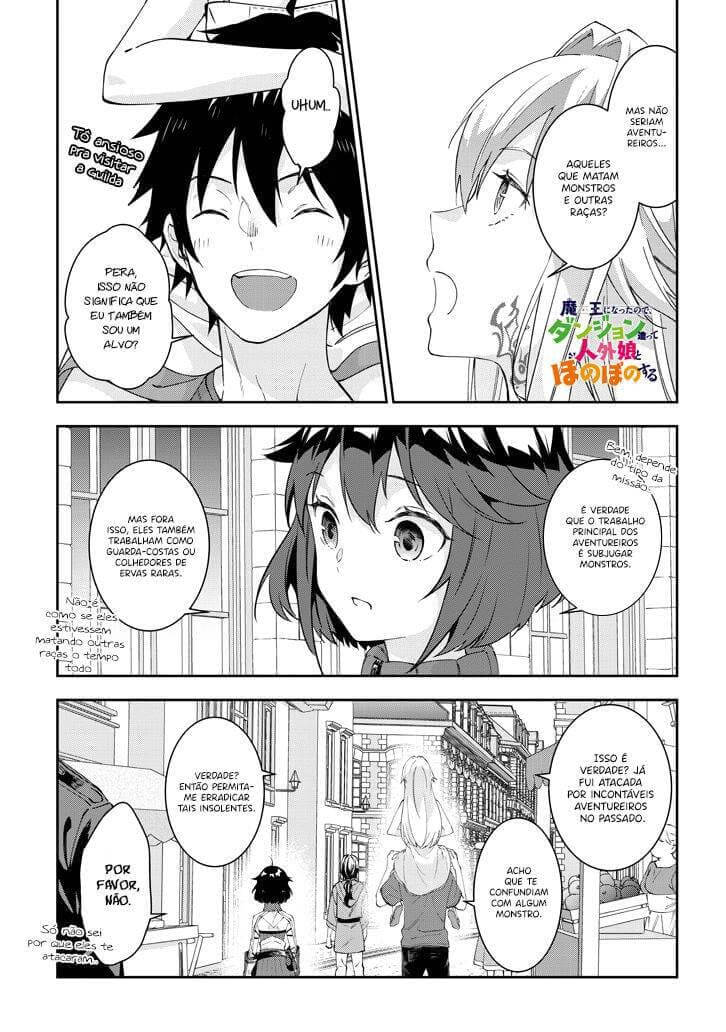 MAS NÃO
SERIAM
AVENTU-
REIROS...
AQUELES
QUE MATAM
MONSTROS
E OUTRAS
RAÇAS?
魔王になったので、
ダンジョン造って
人外娘と
ほのぼのする
UHUM...
Tô ansioso
pra visitar
a Guilda
PERA,
ISSO NÃO
SIGNIFICA QUE
EU TAMBÉM
SOU UM
ALVO?
Bem, depende
do tipo da
missão...
É VERDADE
QUE O TRABALHO
PRINCIPAL DOS
AVENTUREIROS
É SUBJUGAR
MONSTROS.
MAS FORA
ISSO, ELES TAMBÉM
TRABALHAM COMO
GUARDA-COSTAS OU
COLHEDORES DE
ERVAS RARAS.
Não é
como se eles
estivessem
matando outras
raças o tempo
todo
ISSO É
VERDADE? JÁ
FUI ATACADA
POR INCONTÁVEIS
AVENTUREIROS
NO PASSADO.
ACHO
QUE TE
CONFUNDIAM
COM ALGUM
MONSTRO.
VERDADE?
ENTÃO PERMITA-
ME ERRADICAR
TAIS INSOLENTES.
POR
FAVOR,
NÃO.
Só não sei
por que eles te
atacaram...